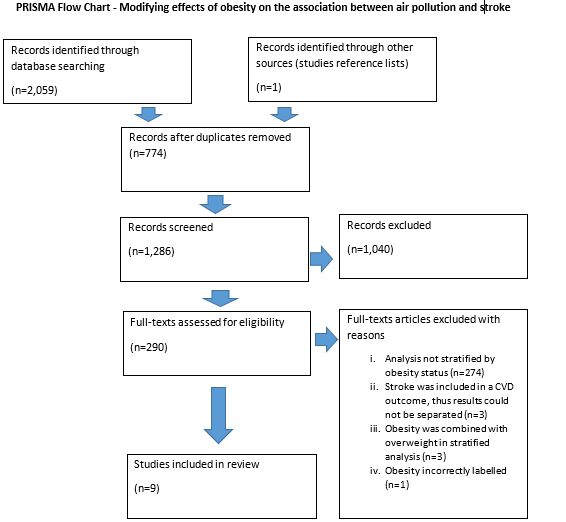 PRISMA Flow Chart - Modifying effects of obesity on the association between air pollution and stroke
Records identified through
database searching
(n=2,059)
Records identified through other
sources (studies reference lists)
(n=1)
Records after duplicates removed
(n=774)
Records screened
(n=1,286)
Records excluded
(n=1,040)
Full-texts assessed for eligibility
(n=290)
Full-texts articles excluded with
reasons
i. Analysis not stratified by
obesity status (n=274)
ii. Stroke was included in a CVD
outcome, thus results could
not be separated (n=3)
iii. Obesity was combined with
overweight in stratified
analysis (n=3)
iv. Obesity incorrectly labelled
(n=1)
Studies included in review
(n=9)